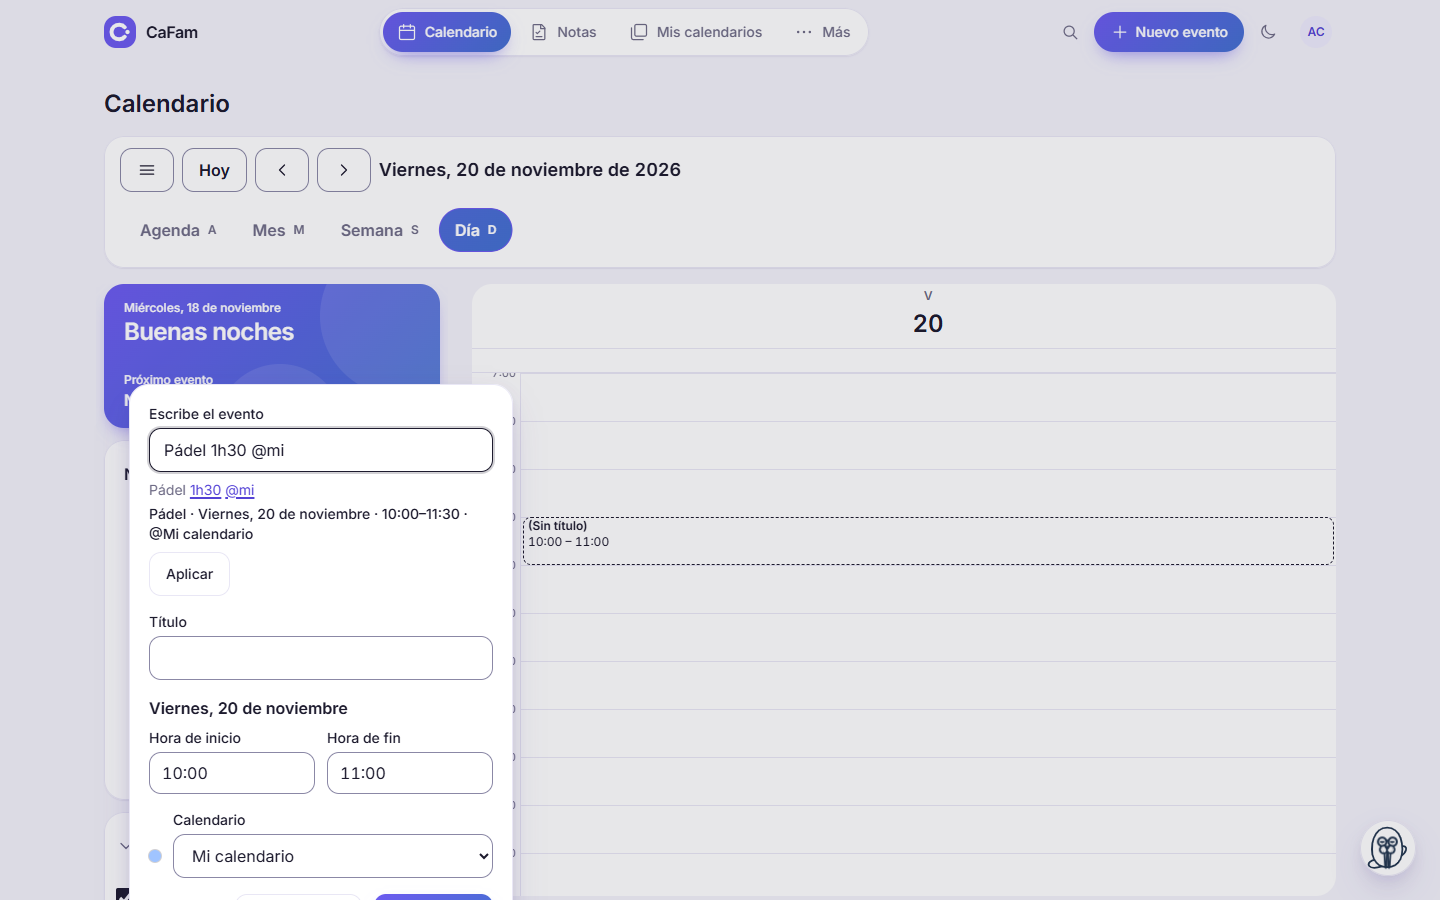 CaFam
Calendario
Notas
Mis calendarios
Más
Nuevo evento
AC
Calendario
Hoy
Viernes, 20 de noviembre de 2026
Agenda A
Mes M
Semana S
Día D
Miércoles, 18 de noviembre
Buenas noches
Próximo evento
V
20
7:00
(Sin título)
10:00 – 11:00
Escribe el evento
Pádel 1h30 @mi
Pádel 1h30 @mi
Pádel · Viernes, 20 de noviembre · 10:00–11:30 ·
@Mi calendario
Aplicar
Título
Viernes, 20 de noviembre
Hora de inicio
Hora de fin
10:00
11:00
Calendario
Mi calendario